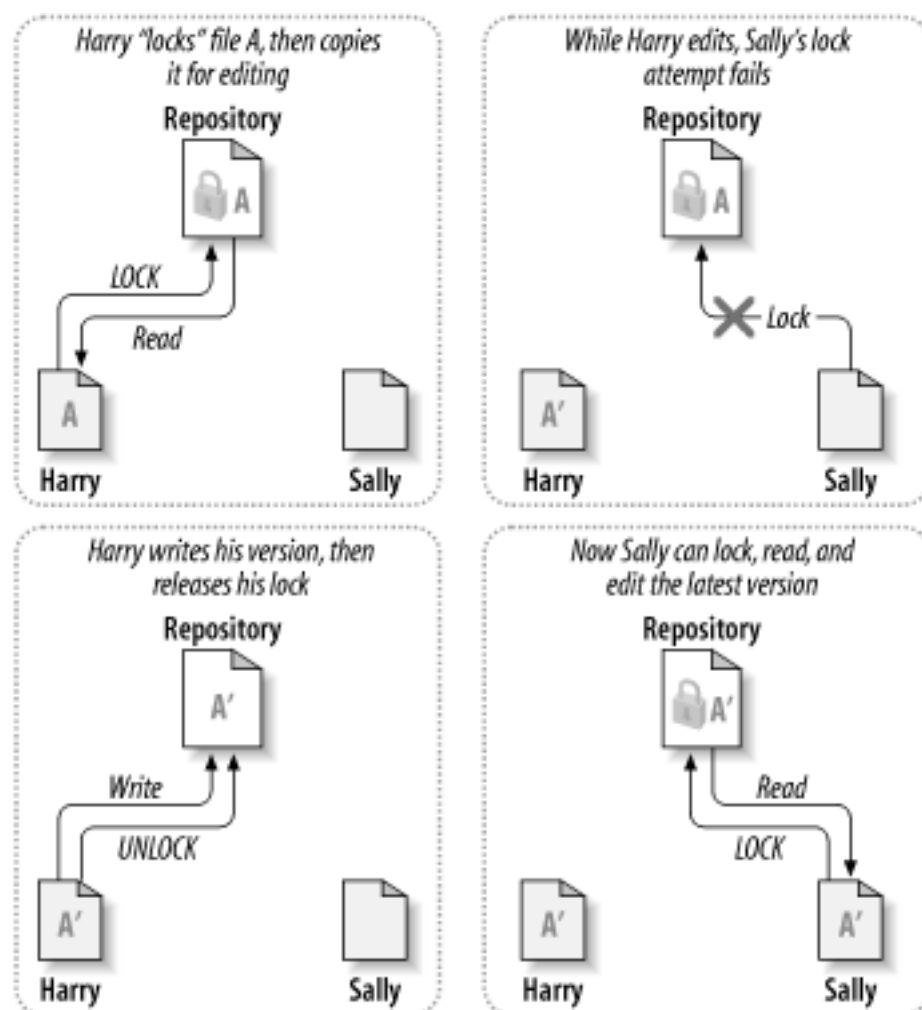 Harry “locks” file A, then copies
it for editing
Repository
A
LOCK
Read
A
Harry
Sally
While Harry edits, Sally’s lock
attempt fails
Repository
A
Lock
A’
Harry
Sally
Harry writes his version, then
releases his lock
Repository
A’
Write
UNLOCK
A’
Harry
Sally
Now Sally can lock, read, and
edit the latest version
Repository
A’
Read
LOCK
A’
A’
Harry
Sally